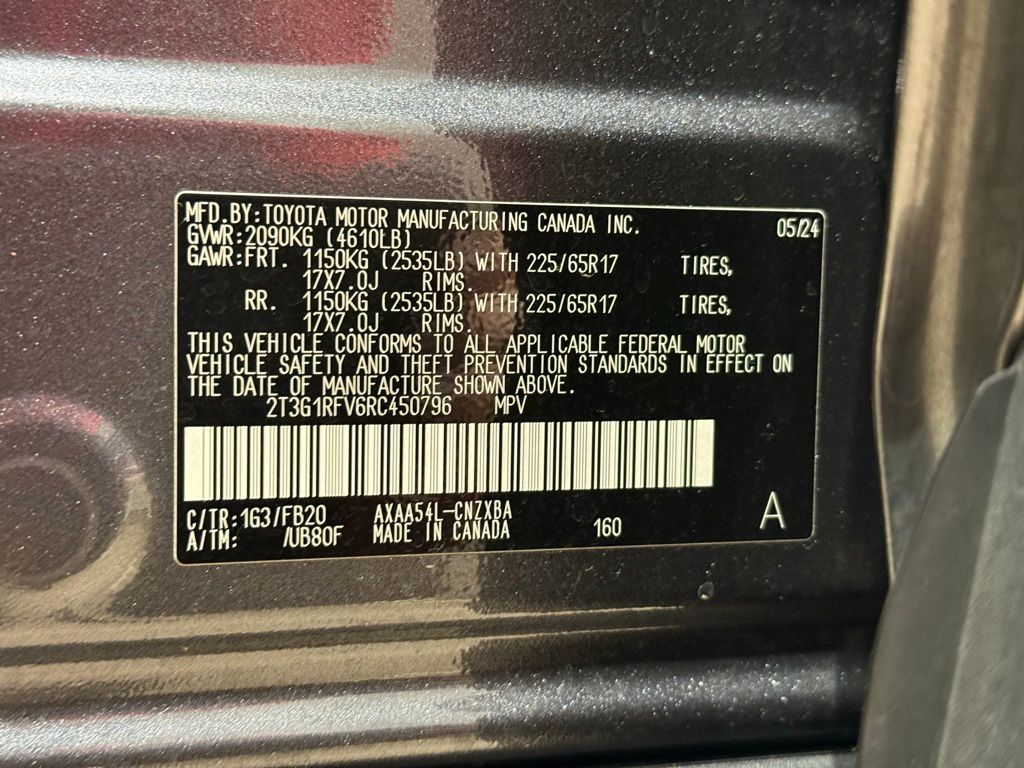 MFD.BY:TOYOTA MOTOR MANUFACTURING CANADA INC. 05/24
GVWR:2090KG (4610LB)
GAWR:FRT. 1150KG (2535LB) WITH 225/65R17 TIRES,
17X7.0J RIMS.
RR. 1150KG (2535LB) WITH 225/65R17 TIRES,
17X7.0J RIMS.
THIS VEHICLE CONFORMS TO ALL APPLICABLE FEDERAL MOTOR
VEHICLE SAFETY AND THEFT PREVENTION STANDARDS IN EFFECT ON
THE DATE OF MANUFACTURE SHOWN ABOVE.
2T3G1RFV6RC450796 MPV
C/TR:1G3/FB20 AXAA54L-CNZXBA
A/TM: /UB80F MADE IN CANADA 160 A